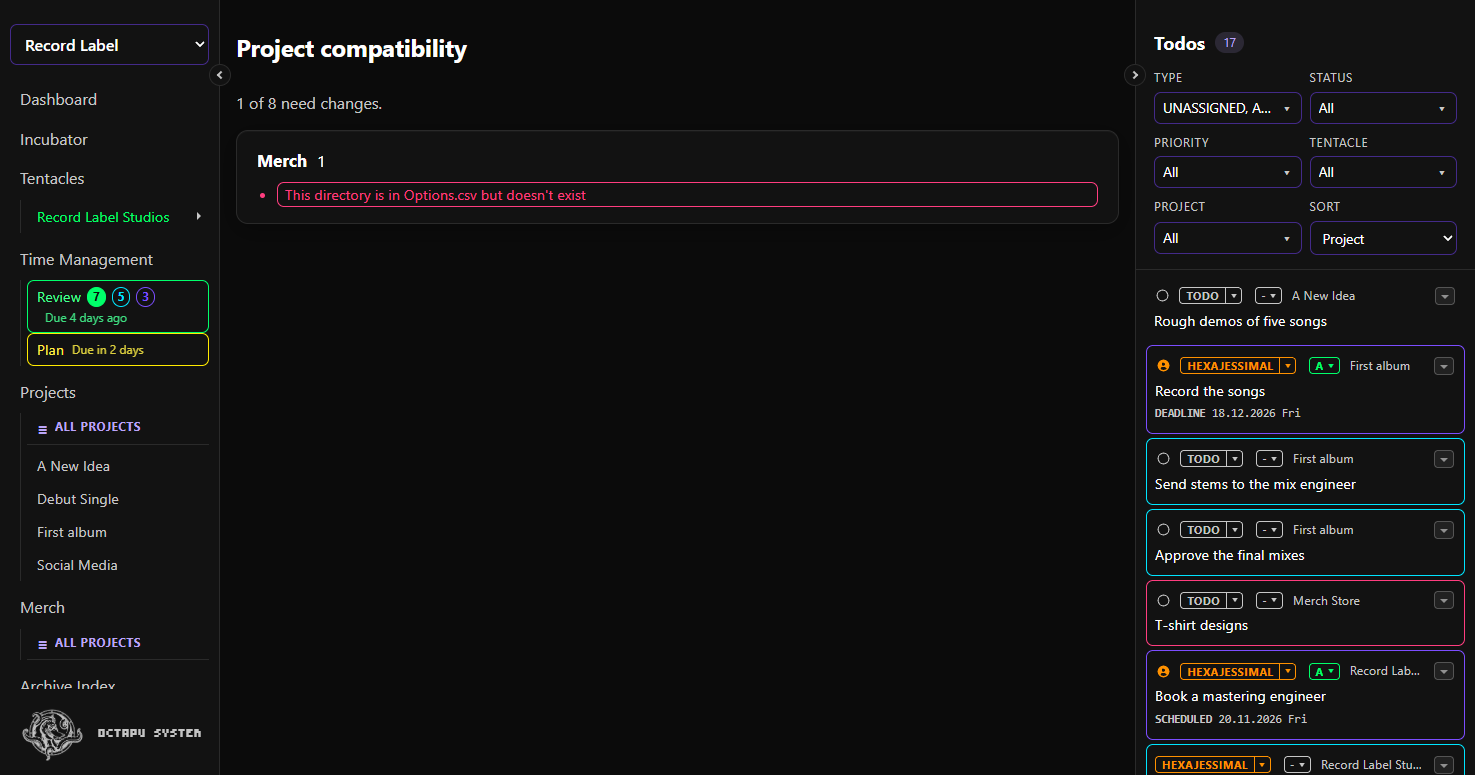 Record Label
Dashboard
Incubator
Tentacles
Record Label Studios
Time Management
Review 7 5 3
Due 4 days ago
Plan Due in 2 days
Projects
ALL PROJECTS
A New Idea
Debut Single
First album
Social Media
Merch
ALL PROJECTS
Archive Index
OCTAPU SYSTEM
Project compatibility
1 of 8 need changes.
Merch 1
• This directory is in Options.csv but doesn't exist
Todos 17
TYPE STATUS
UNASSIGNED, A... All
PRIORITY TENTACLE
All All
PROJECT SORT
All Project
TODO - A New Idea
Rough demos of five songs
HEXAJESSIMAL A First album
Record the songs
DEADLINE 18.12.2026 Fri
TODO - First album
Send stems to the mix engineer
TODO - First album
Approve the final mixes
TODO - Merch Store
T-shirt designs
HEXAJESSIMAL A Record Lab...
Book a mastering engineer
SCHEDULED 20.11.2026 Fri
HEXAJESSIMAL - Record Label Stu...